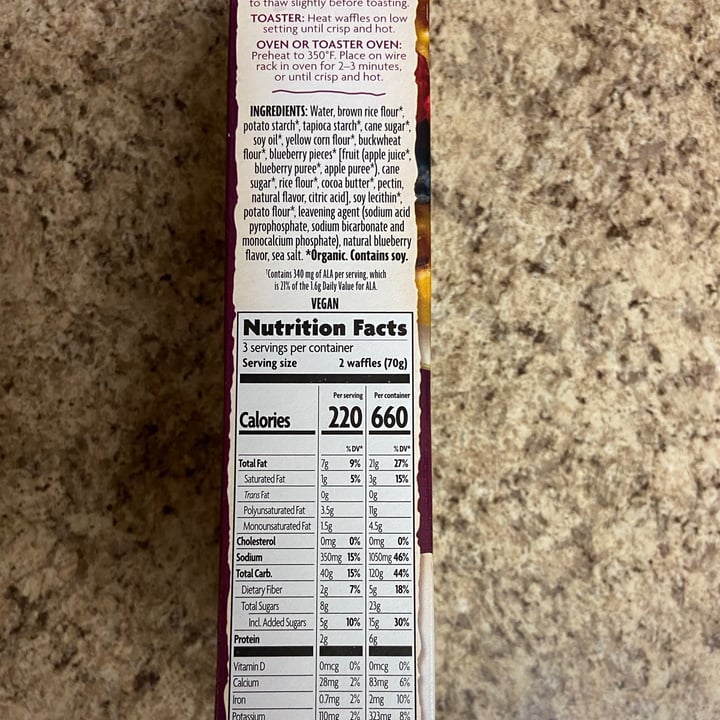 to thaw slightly before toasting.
TOASTER: Heat waffles on low
setting until crisp and hot.
OVEN OR TOASTER OVEN:
Preheat to 350°F. Place on wire
rack in oven for 2–3 minutes,
or until crisp and hot.
INGREDIENTS: Water, brown rice flour*,
potato starch*, tapioca starch*, cane sugar*,
soy oil*, yellow corn flour*, buckwheat
flour*, blueberry pieces* [fruit (apple juice*,
blueberry puree*, apple puree*), cane
sugar*, rice flour*, cocoa butter*, pectin,
natural flavor, citric acid], soy lecithin*,
potato flour*, leavening agent (sodium acid
pyrophosphate, sodium bicarbonate and
monocalcium phosphate), natural blueberry
flavor, sea salt. *Organic. Contains soy.
†Contains 340 mg of ALA per serving, which
is 21% of the 1.6g Daily Value for ALA.
VEGAN
Nutrition Facts
3 servings per container
Serving size 2 waffles (70g)
Per serving Per container
Calories 220 660
% DV* % DV*
Total Fat 7g 9% 21g 27%
Saturated Fat 1g 5% 3g 15%
Trans Fat 0g 0g
Polyunsaturated Fat 3.5g 11g
Monounsaturated Fat 1.5g 4.5g
Cholesterol 0mg 0% 0mg 0%
Sodium 350mg 15% 1050mg 46%
Total Carb. 40g 15% 120g 44%
Dietary Fiber 2g 7% 5g 18%
Total Sugars 8g 23g
Incl. Added Sugars 5g 10% 15g 30%
Protein 2g 6g
Vitamin D 0mcg 0% 0mcg 0%
Calcium 28mg 2% 83mg 6%
Iron 0.7mg 2% 2mg 10%
Potassium 110mg 2% 323mg 8%